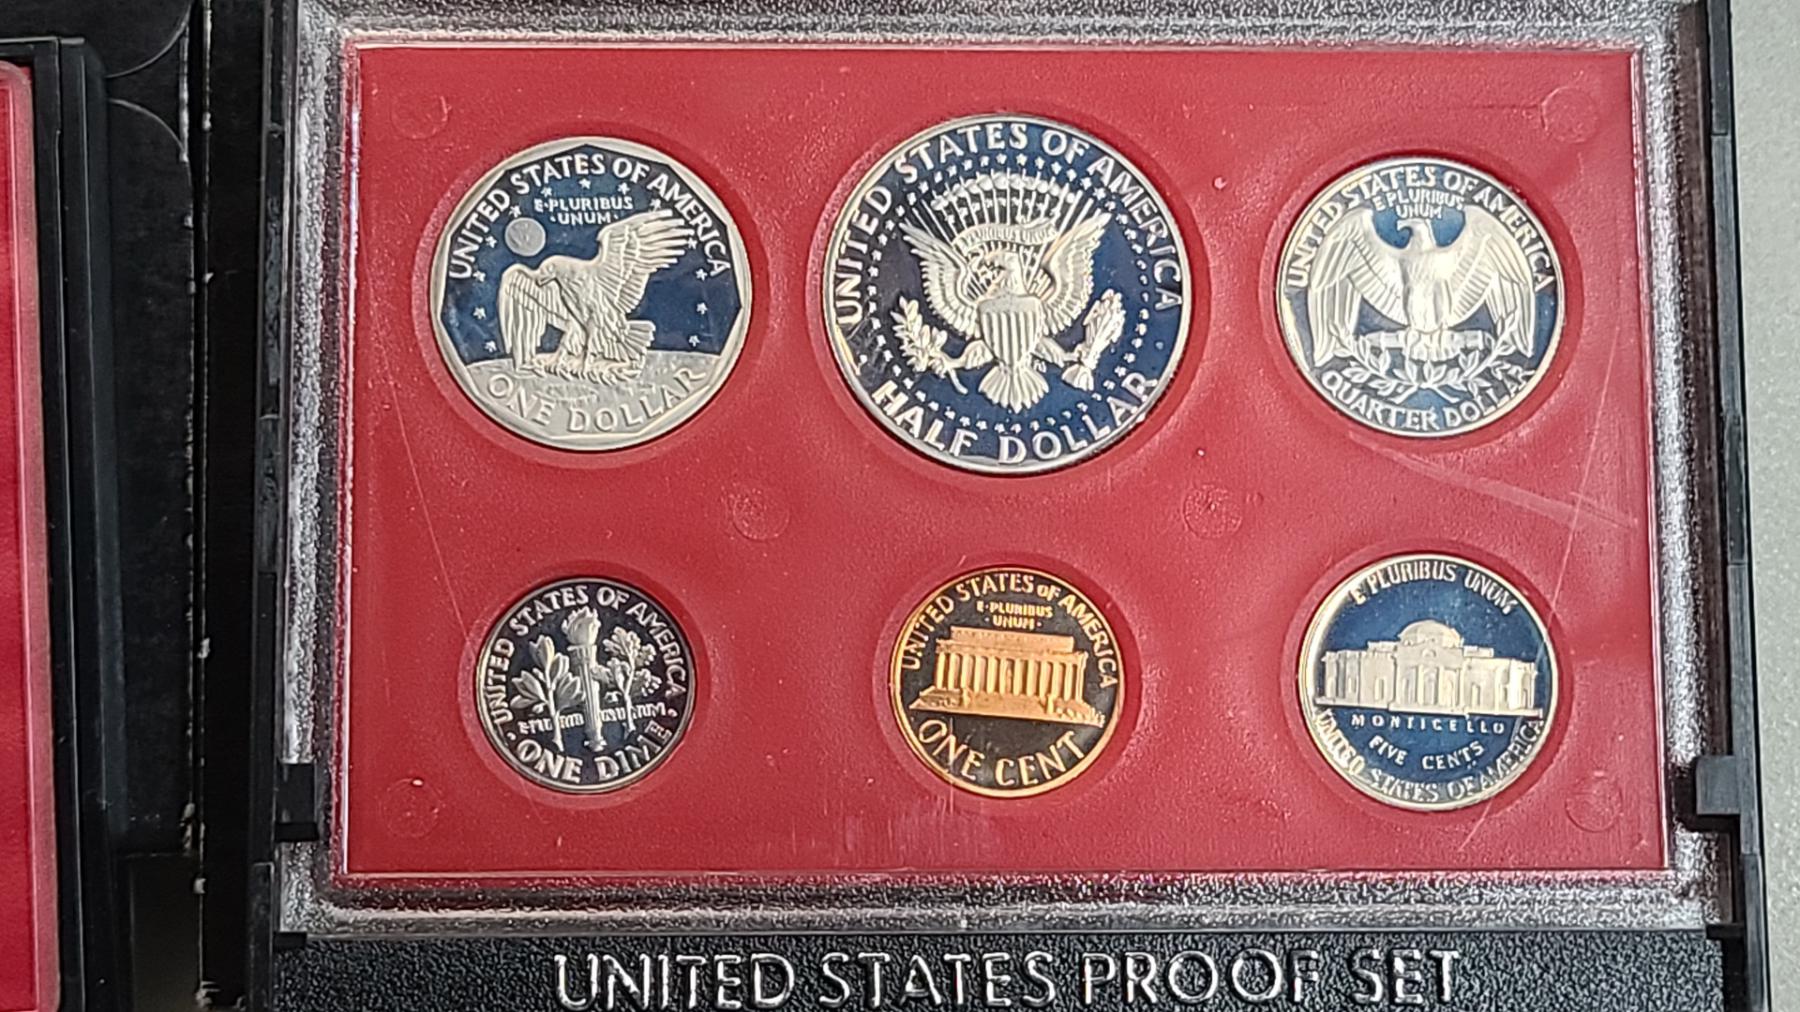 UNITED STATES OF AMERICA
E·PLURIBUS
·UNUM·
ONE DOLLAR
UNITED STATES OF AMERICA
E PLURIBUS UNUM
HALF DOLLAR
UNITED STATES OF AMERICA
E PLURIBUS
UNUM
QUARTER DOLLAR
UNITED STATES OF AMERICA
· ONE DIME ·
UNITED STATES OF AMERICA
E·PLURIBUS
·UNUM·
ONE CENT
E PLURIBUS UNUM
MONTICELLO
FIVE CENTS
UNITED STATES OF AMERICA
UNITED STATES PROOF SET